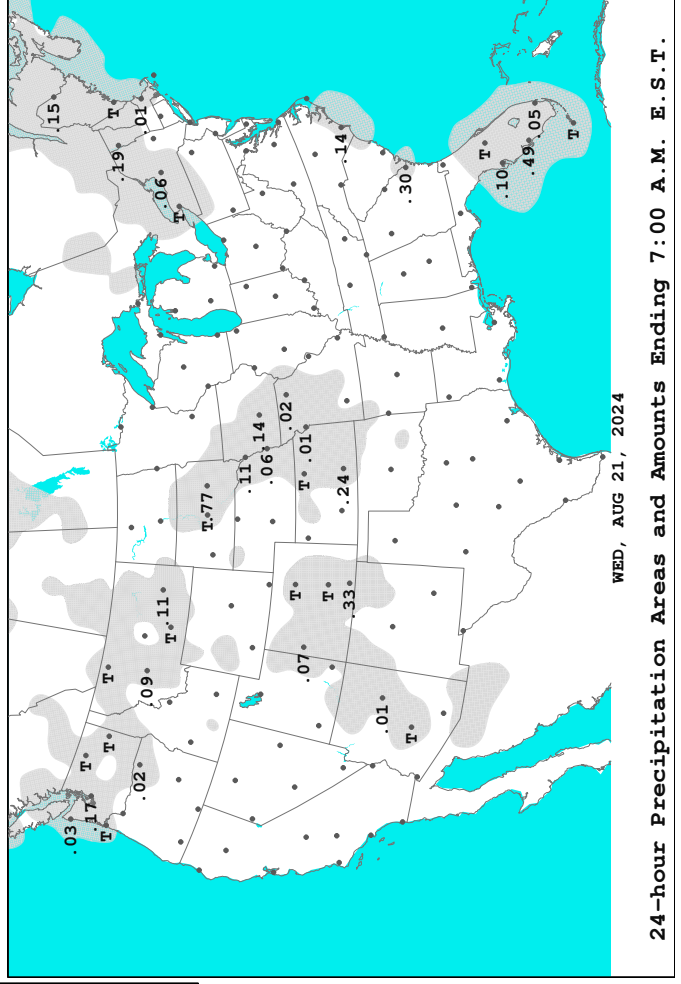 .15
.03
T
.17
T
T
T
T
.19
.02
.01
.09
.11
.06
T
T
T.77
.11
.14
.06
.02
T
.07
T
.01
T
.14
.24
.33
.01
.30
T
T
.10
.49
.05
T
WED, AUG 21, 2024
24-hour Precipitation Areas and Amounts Ending 7:00 A.M. E.S.T.